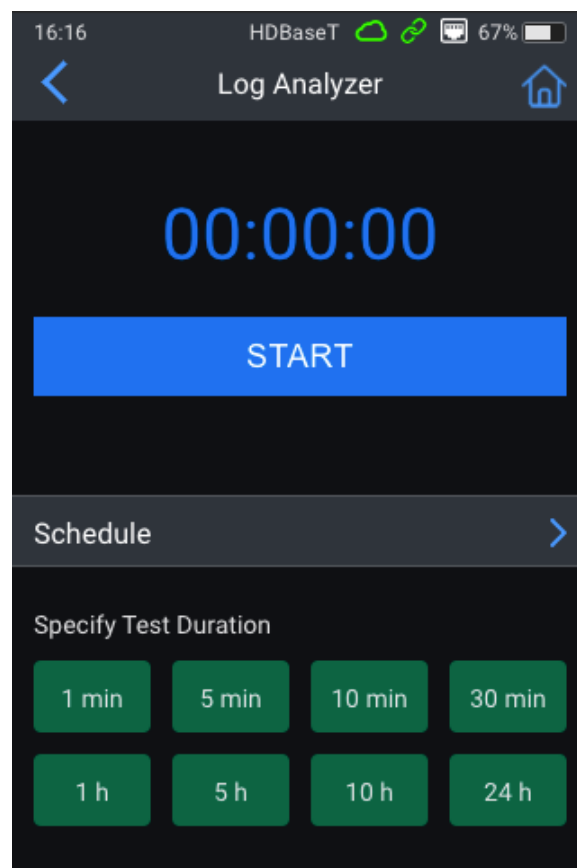 16:16 HDBaseT 67%
Log Analyzer
00:00:00
START
Schedule
Specify Test Duration
1 min 5 min 10 min 30 min
1 h 5 h 10 h 24 h